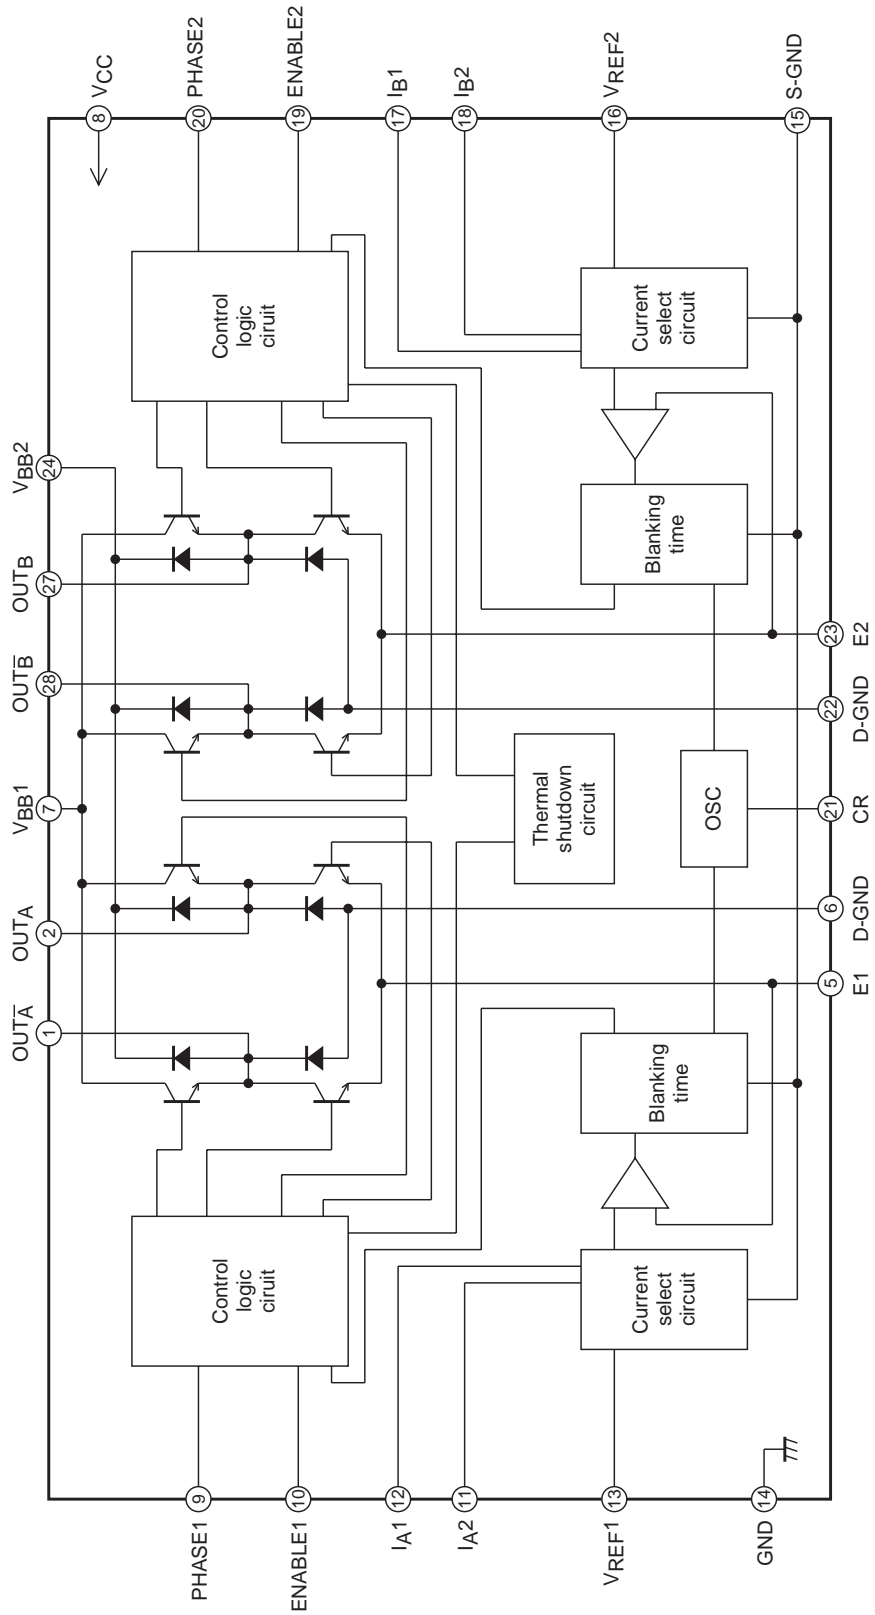 OUTA̅
OUTA
VBB1
OUTB̅
OUTB
VBB2
1
2
7
28
27
24
8
VCC
PHASE1
9
Control
logic
ciruit
Control
logic
ciruit
20
PHASE2
ENABLE1
10
19
ENABLE2
IA1
12
17
IB1
IA2
11
18
IB2
Thermal
shutdown
circuit
VREF1
13
Current
select
circuit
Blanking
time
OSC
Blanking
time
Current
select
circuit
16
VREF2
GND
14
15
S-GND
5
6
21
22
23
E1
D-GND
CR
D-GND
E2